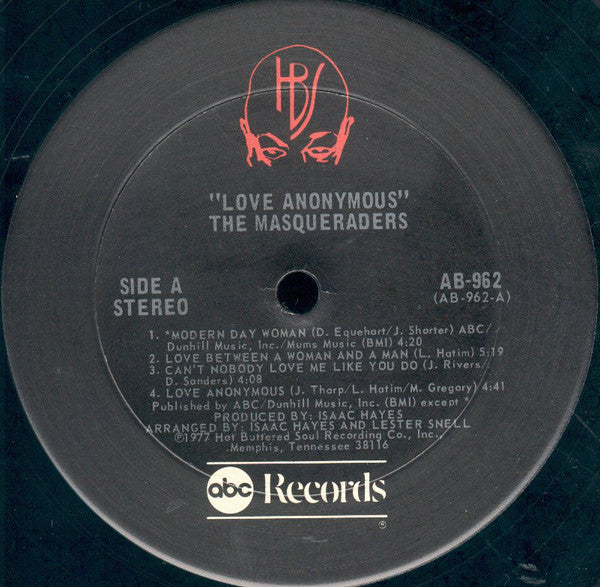 HBS
"LOVE ANONYMOUS"
THE MASQUERADERS
SIDE A
STEREO
AB-962
(AB-962-A)
1. *MODERN DAY WOMAN (D. Equehart/J. Shorter) ABC/
Dunhill Music, Inc./Mums Music (BMI) 4:20
2. LOVE BETWEEN A WOMAN AND A MAN (L. Hatim) 5:19
3. CAN'T NOBODY LOVE ME LIKE YOU DO (J. Rivers/
D. Sanders) 4:08
4. LOVE ANONYMOUS (J. Tharp/L. Hatim/M. Gregory) 4:41
Published by ABC/Dunhill Music, Inc. (BMI) except *
PRODUCED BY: ISAAC HAYES
ARRANGED BY: ISAAC HAYES AND LESTER SNELL
℗1977 Hot Buttered Soul Recording Co., Inc.,
Memphis, Tennessee 38116
abc Records
®